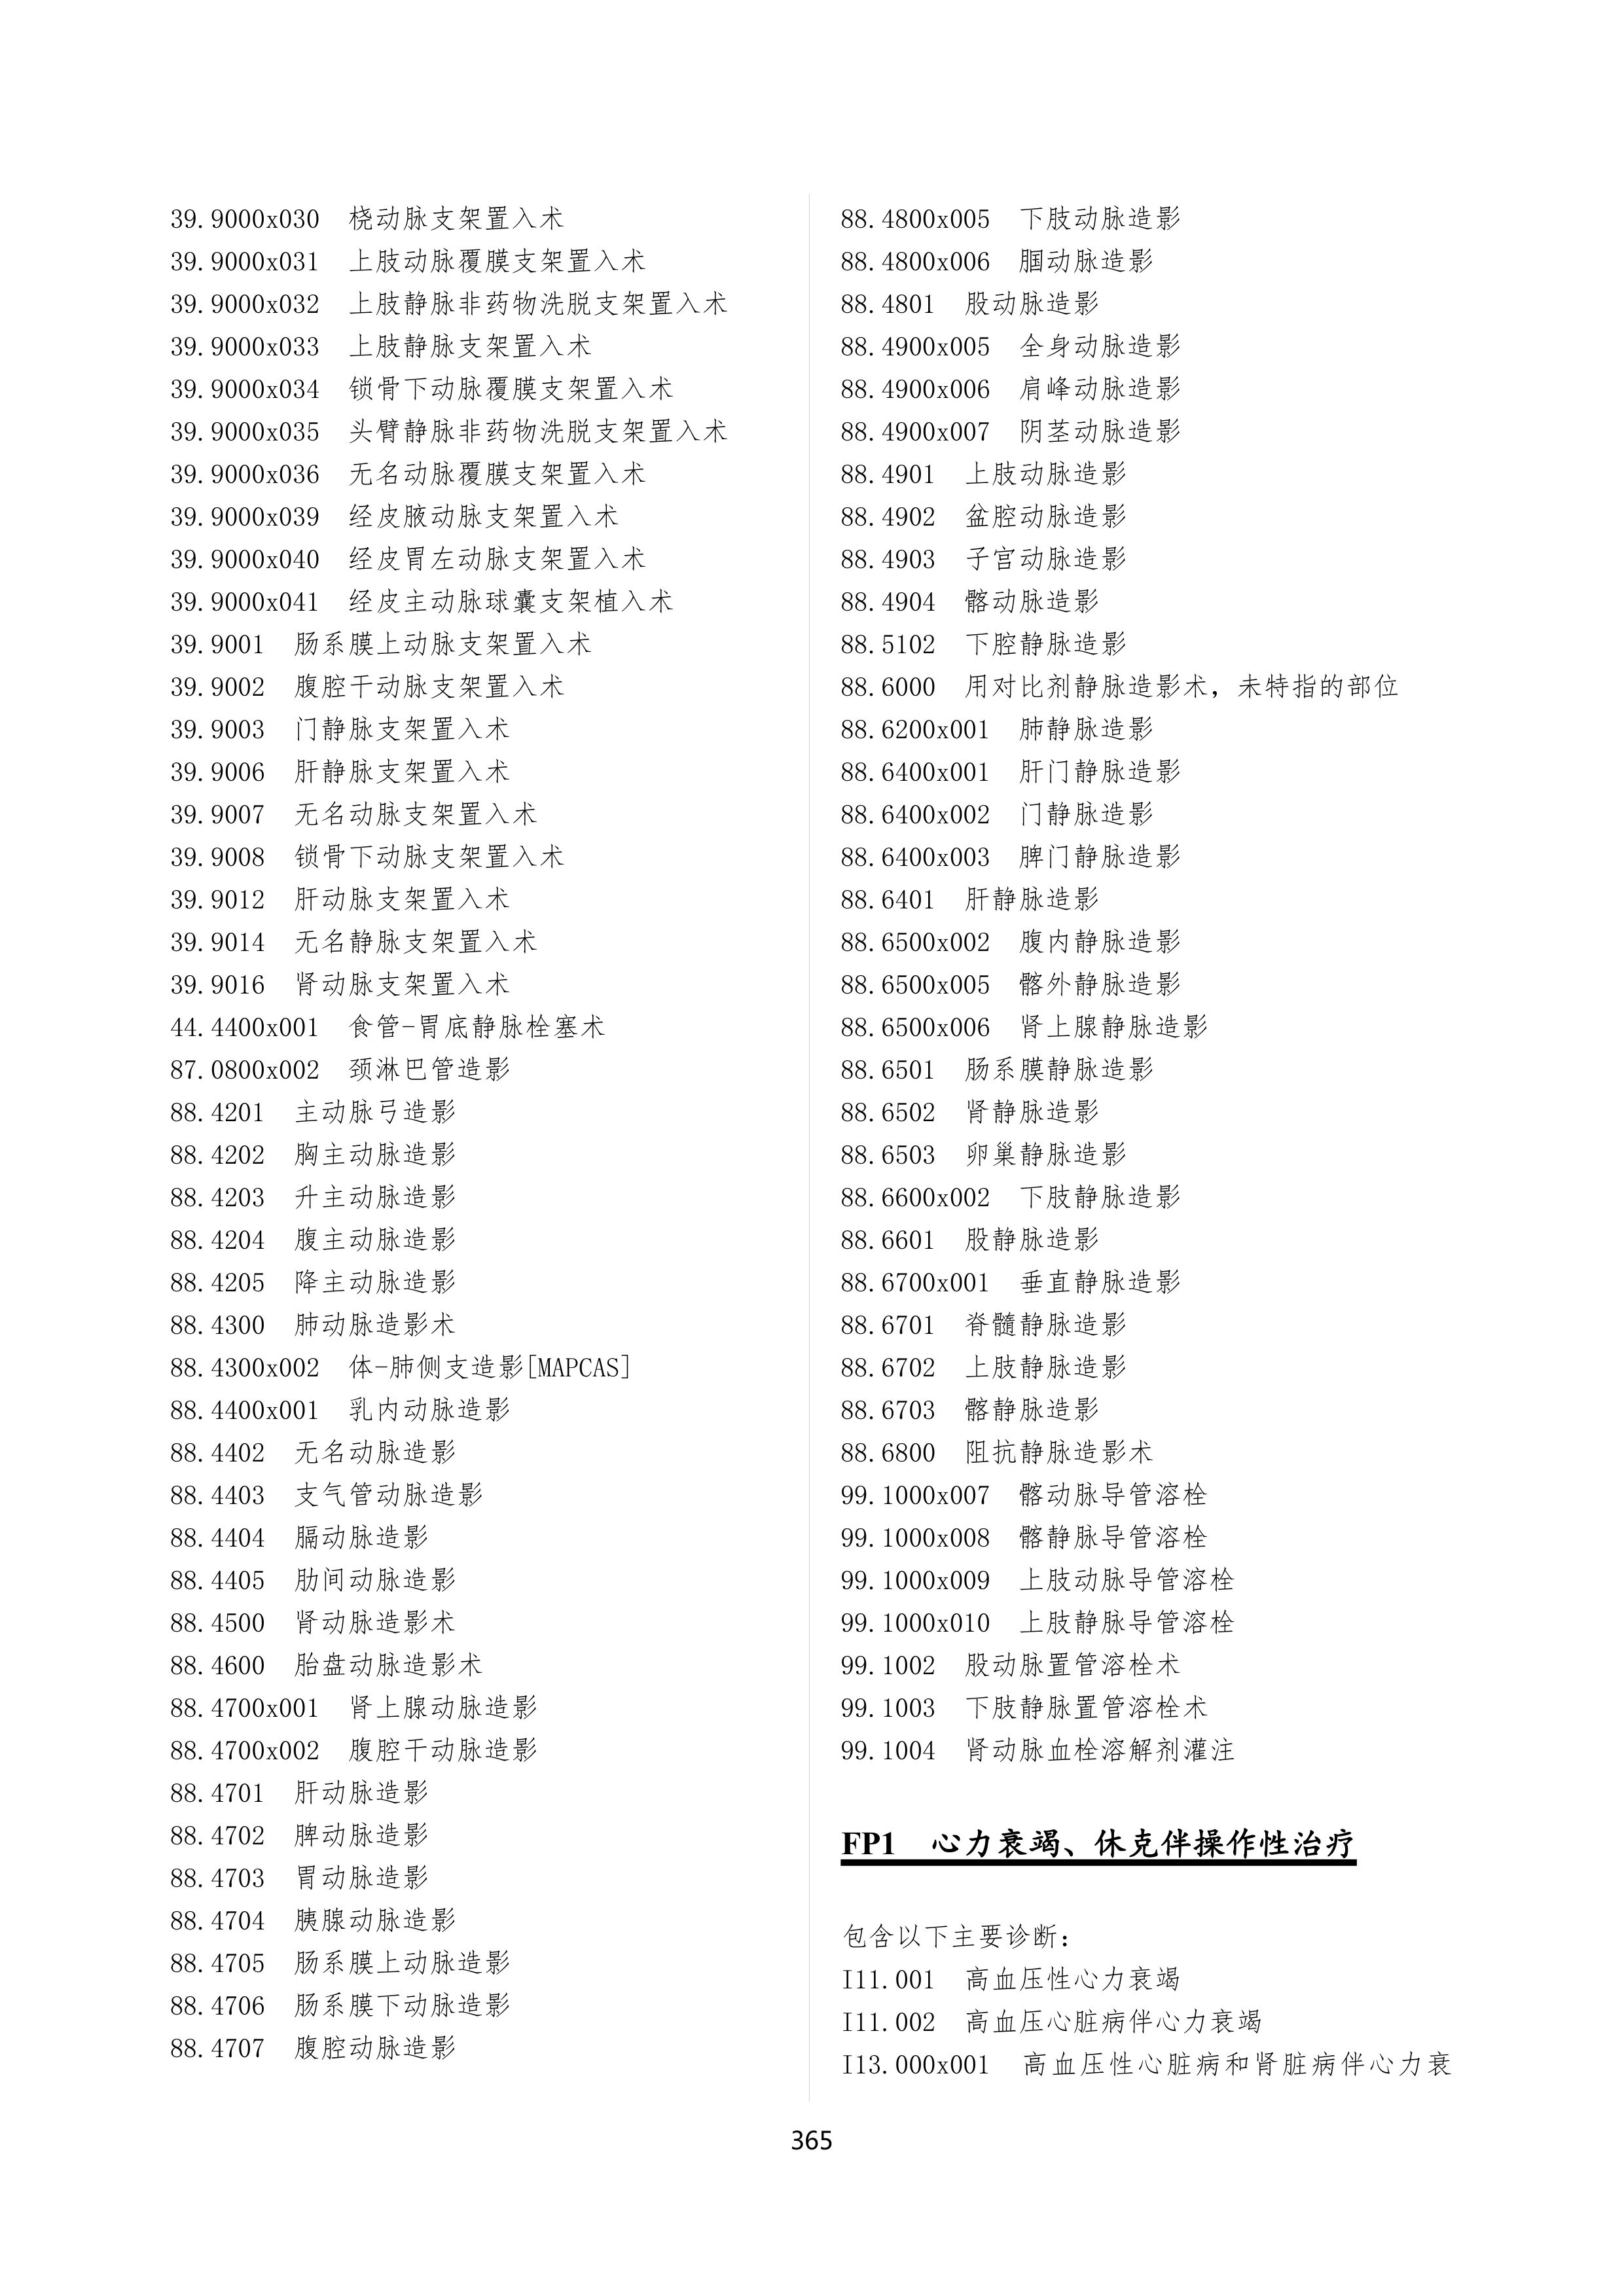 39.9000x030 桡动脉支架置入术
39.9000x031 上肢动脉覆膜支架置入术
39.9000x032 上肢静脉非药物洗脱支架置入术
39.9000x033 上肢静脉支架置入术
39.9000x034 锁骨下动脉覆膜支架置入术
39.9000x035 头臂静脉非药物洗脱支架置入术
39.9000x036 无名动脉覆膜支架置入术
39.9000x039 经皮腋动脉支架置入术
39.9000x040 经皮胃左动脉支架置入术
39.9000x041 经皮主动脉球囊支架植入术
39.9001 肠系膜上动脉支架置入术
39.9002 腹腔干动脉支架置入术
39.9003 门静脉支架置入术
39.9006 肝静脉支架置入术
39.9007 无名动脉支架置入术
39.9008 锁骨下动脉支架置入术
39.9012 肝动脉支架置入术
39.9014 无名静脉支架置入术
39.9016 肾动脉支架置入术
44.4400x001 食管-胃底静脉栓塞术
87.0800x002 颈淋巴管造影
88.4201 主动脉弓造影
88.4202 胸主动脉造影
88.4203 升主动脉造影
88.4204 腹主动脉造影
88.4205 降主动脉造影
88.4300 肺动脉造影术
88.4300x002 体-肺侧支造影[MAPCAS]
88.4400x001 乳内动脉造影
88.4402 无名动脉造影
88.4403 支气管动脉造影
88.4404 膈动脉造影
88.4405 肋间动脉造影
88.4500 肾动脉造影术
88.4600 胎盘动脉造影术
88.4700x001 肾上腺动脉造影
88.4700x002 腹腔干动脉造影
88.4701 肝动脉造影
88.4702 脾动脉造影
88.4703 胃动脉造影
88.4704 胰腺动脉造影
88.4705 肠系膜上动脉造影
88.4706 肠系膜下动脉造影
88.4707 腹腔动脉造影
88.4800x005 下肢动脉造影
88.4800x006 腘动脉造影
88.4801 股动脉造影
88.4900x005 全身动脉造影
88.4900x006 肩峰动脉造影
88.4900x007 阴茎动脉造影
88.4901 上肢动脉造影
88.4902 盆腔动脉造影
88.4903 子宫动脉造影
88.4904 髂动脉造影
88.5102 下腔静脉造影
88.6000 用对比剂静脉造影术，未特指的部位
88.6200x001 肺静脉造影
88.6400x001 肝门静脉造影
88.6400x002 门静脉造影
88.6400x003 脾门静脉造影
88.6401 肝静脉造影
88.6500x002 腹内静脉造影
88.6500x005 髂外静脉造影
88.6500x006 肾上腺静脉造影
88.6501 肠系膜静脉造影
88.6502 肾静脉造影
88.6503 卵巢静脉造影
88.6600x002 下肢静脉造影
88.6601 股静脉造影
88.6700x001 垂直静脉造影
88.6701 脊髓静脉造影
88.6702 上肢静脉造影
88.6703 髂静脉造影
88.6800 阻抗静脉造影术
99.1000x007 髂动脉导管溶栓
99.1000x008 髂静脉导管溶栓
99.1000x009 上肢动脉导管溶栓
99.1000x010 上肢静脉导管溶栓
99.1002 股动脉置管溶栓术
99.1003 下肢静脉置管溶栓术
99.1004 肾动脉血栓溶解剂灌注
FP1 心力衰竭、休克伴操作性治疗
包含以下主要诊断：
I11.001 高血压性心力衰竭
I11.002 高血压心脏病伴心力衰竭
I13.000x001 高血压性心脏病和肾脏病伴心力衰
365